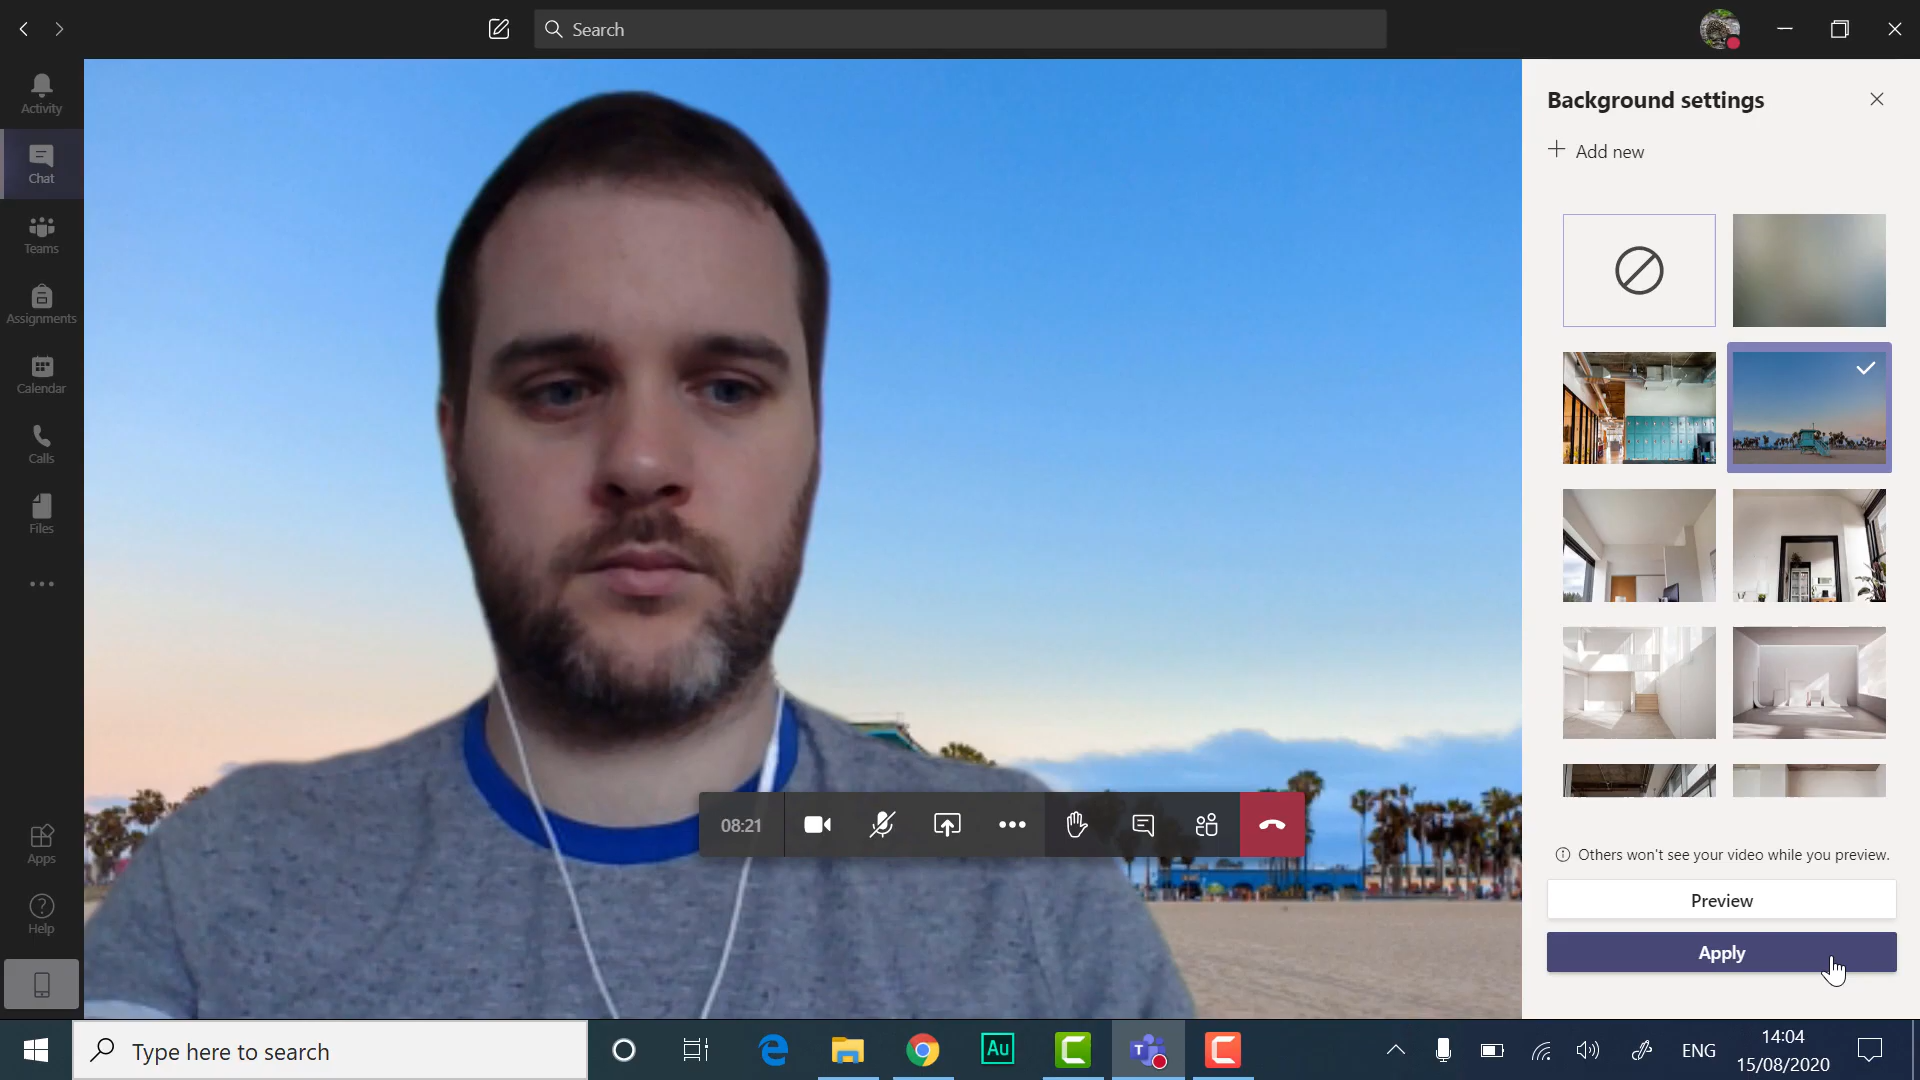 Search
Activity
Chat
Teams
Assignments
Calendar
Calls
Files
Apps
Help
Background settings
Add new
08:21
Others won't see your video while you preview.
Preview
Apply
Type here to search
Au
ENG
14:04
15/08/2020